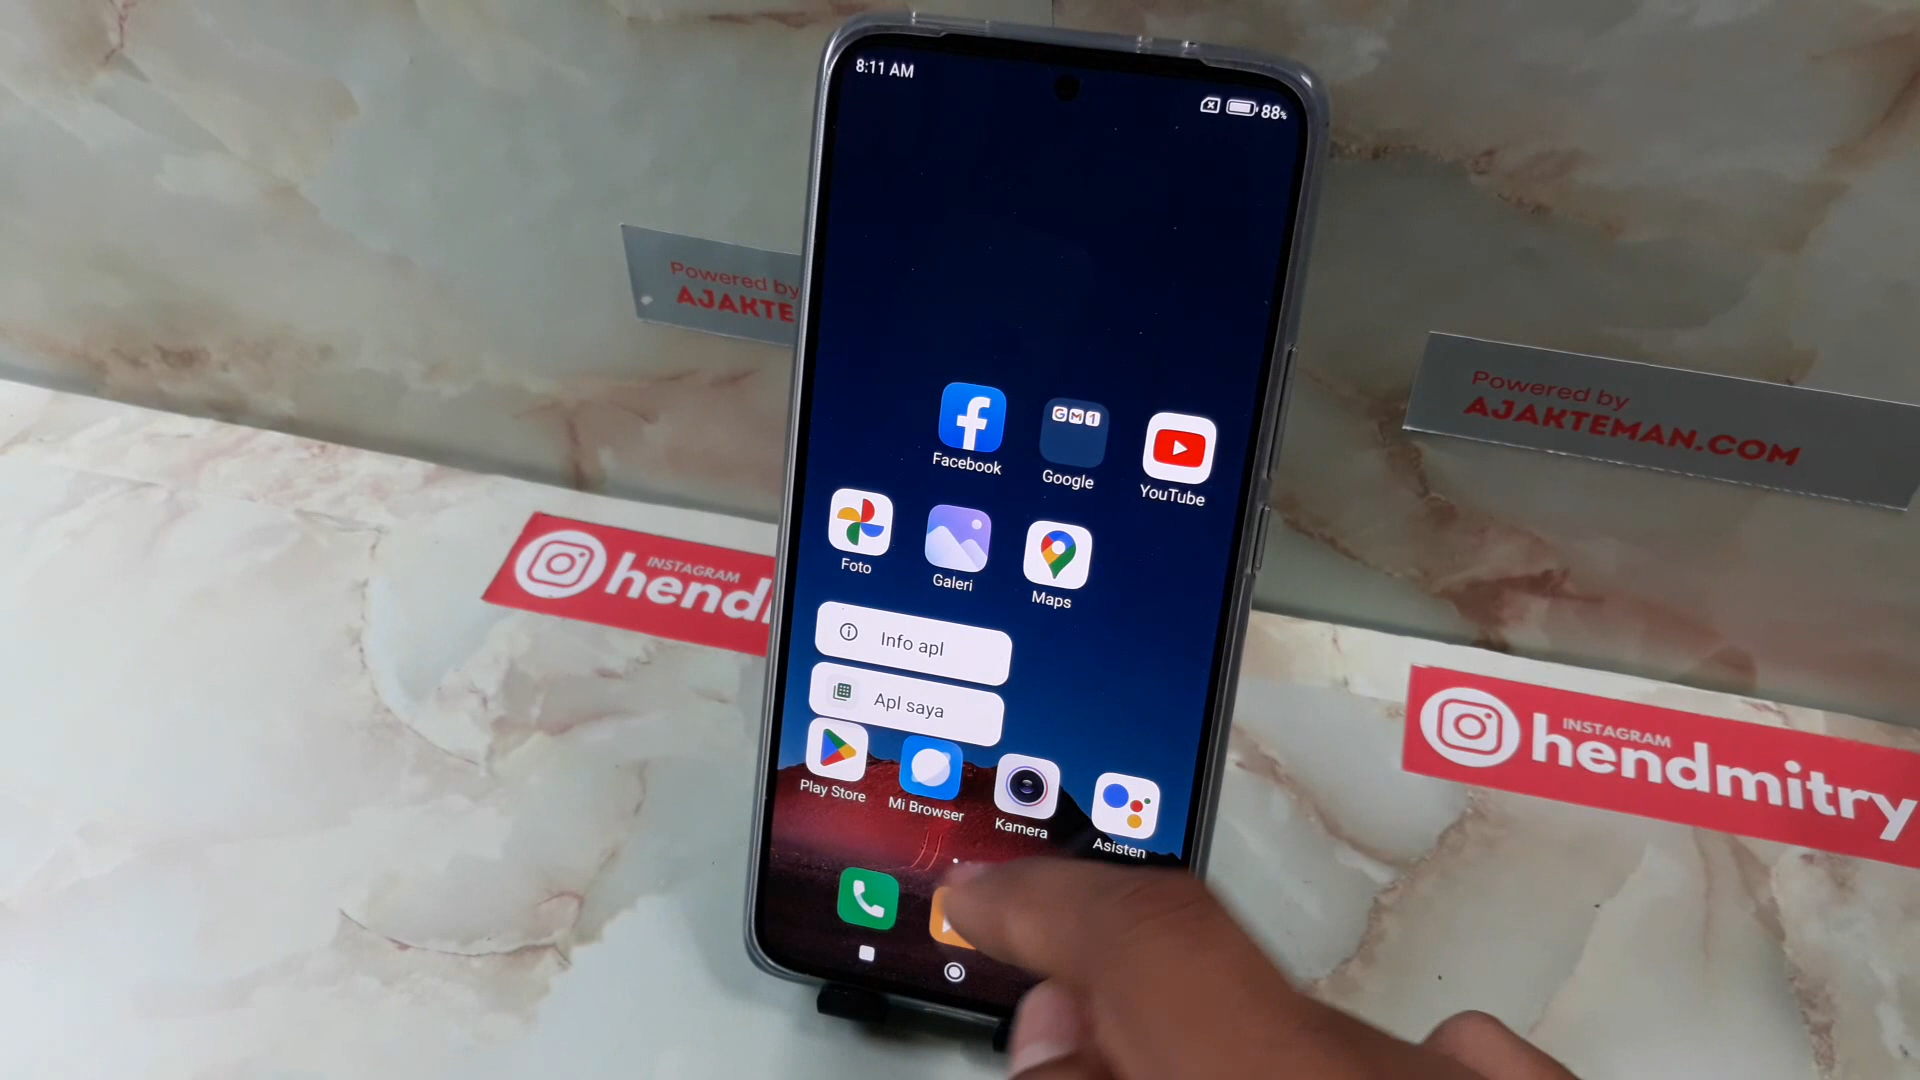 8:11 AM
88%
Powered by
AJAKTE
Powered by
AJAKTEMAN.COM
Facebook
G M 1
Google
YouTube
Foto
Galeri
Maps
INSTAGRAM
hend
Info apl
Apl saya
INSTAGRAM
hendmitry
Play Store
Mi Browser
Kamera
Asisten